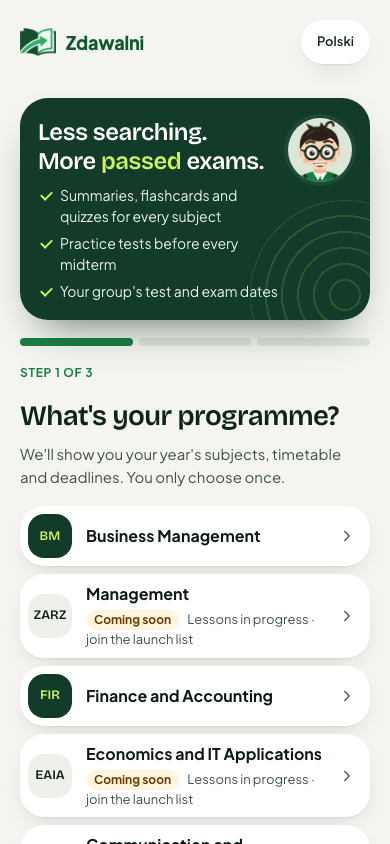 Zdawalni
Polski
Less searching.
More passed exams.
Summaries, flashcards and
quizzes for every subject
Practice tests before every
midterm
Your group's test and exam dates
STEP 1 OF 3
What's your programme?
We'll show you your year's subjects, timetable
and deadlines. You only choose once.
BM
Business Management
ZARZ
Management
Coming soon Lessons in progress ·
join the launch list
FIR
Finance and Accounting
EAIA
Economics and IT Applications
Coming soon Lessons in progress ·
join the launch list
Communication and